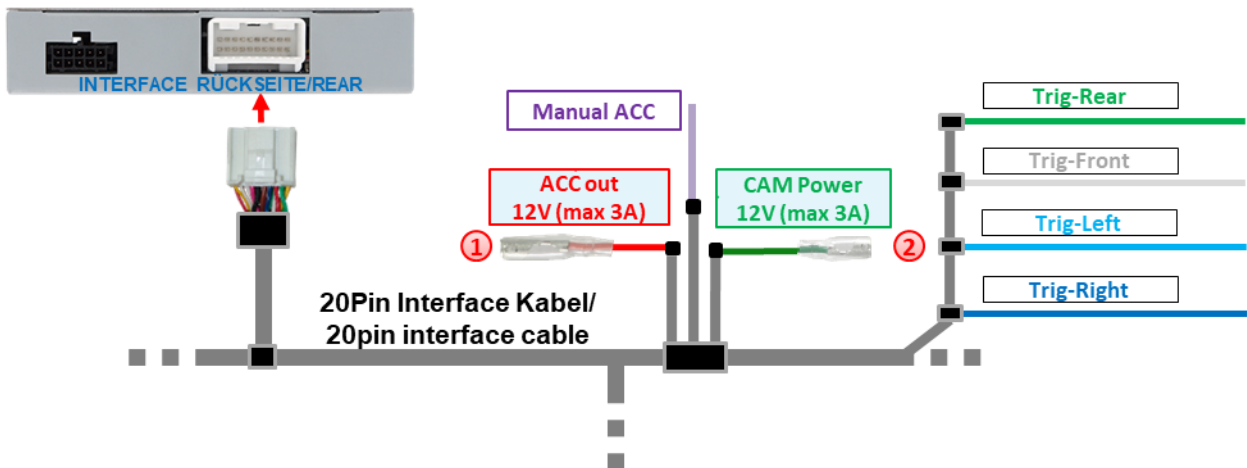 INTERFACE RÜCKSEITE/REAR
Manual ACC
ACC out
12V (max 3A)
CAM Power
12V (max 3A)
1
2
Trig-Rear
Trig-Front
Trig-Left
Trig-Right
20Pin Interface Kabel/
20pin interface cable